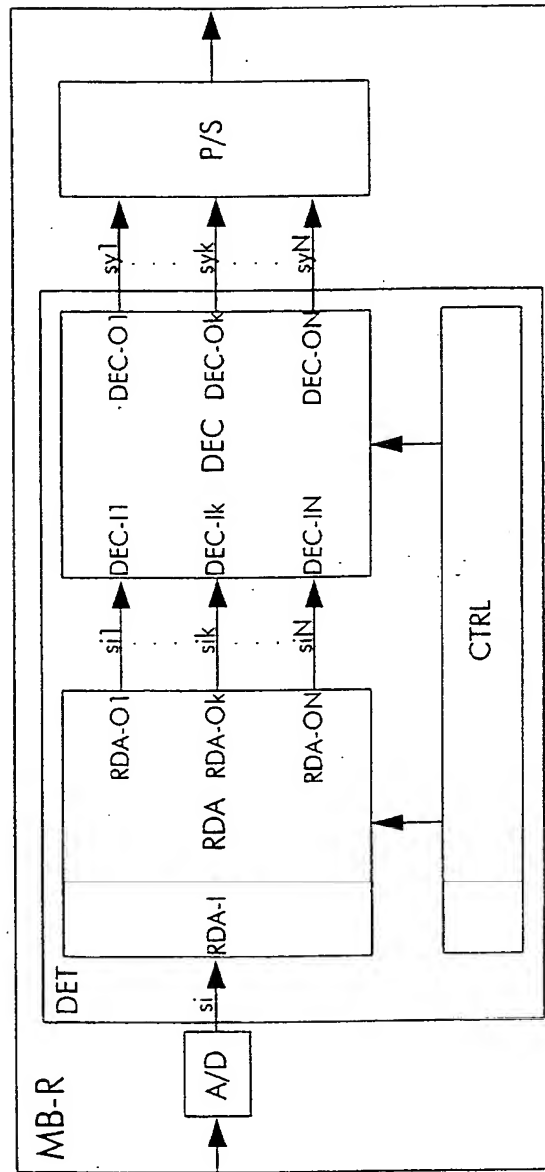 MB-R
DET
A/D
si
RDA-I
RDA
RDA-O1
RDA-Ok
RDA-ON
si1
sik
siN
DEC-I1
DEC-Ik
DEC-IN
DEC
DEC-O1
DEC-Ok
DEC-ON
sy1
syk
syN
P/S
CTRL